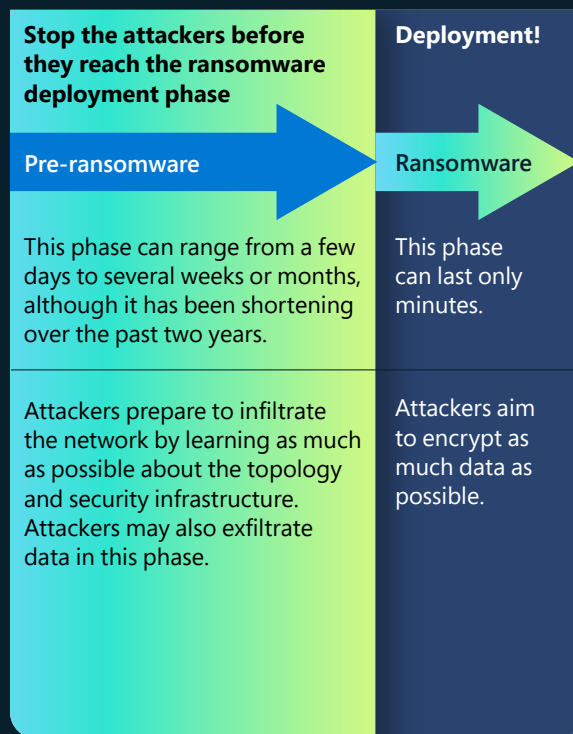 Stop the attackers before
they reach the ransomware
deployment phase
Deployment!
Pre-ransomware
Ransomware
This phase can range from a few
days to several weeks or months,
although it has been shortening
over the past two years.
This phase
can last only
minutes.
Attackers prepare to infiltrate
the network by learning as much
as possible about the topology
and security infrastructure.
Attackers may also exfiltrate
data in this phase.
Attackers aim
to encrypt as
much data as
possible.